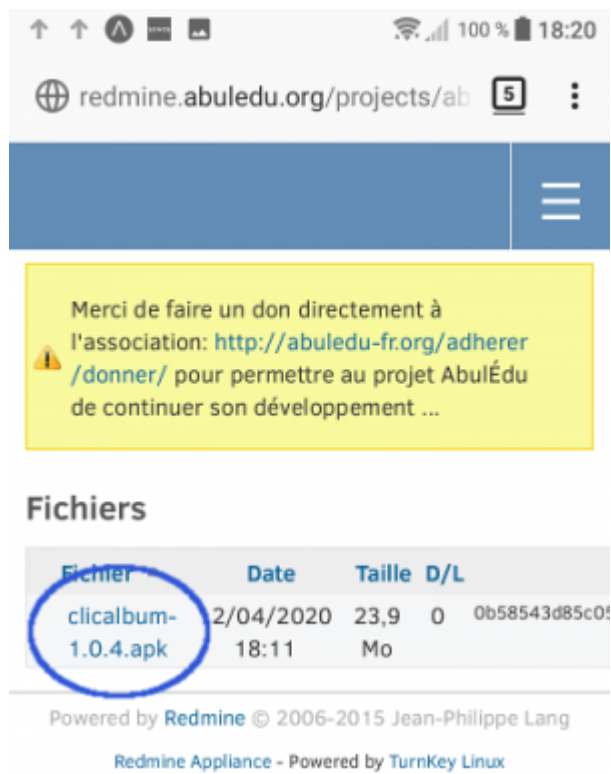 100 % 18:20
redmine.abuledu.org/projects/ab 5
Merci de faire un don directement à
l'association: http://abuledu-fr.org/adherer
/donner/ pour permettre au projet AbulÉdu
de continuer son développement ...
Fichiers
Fichier Date Taille D/L
clicalbum- 2/04/2020 23,9 0 0b58543d85c05
1.0.4.apk 18:11 Mo
Powered by Redmine © 2006-2015 Jean-Philippe Lang
Redmine Appliance - Powered by TurnKey Linux